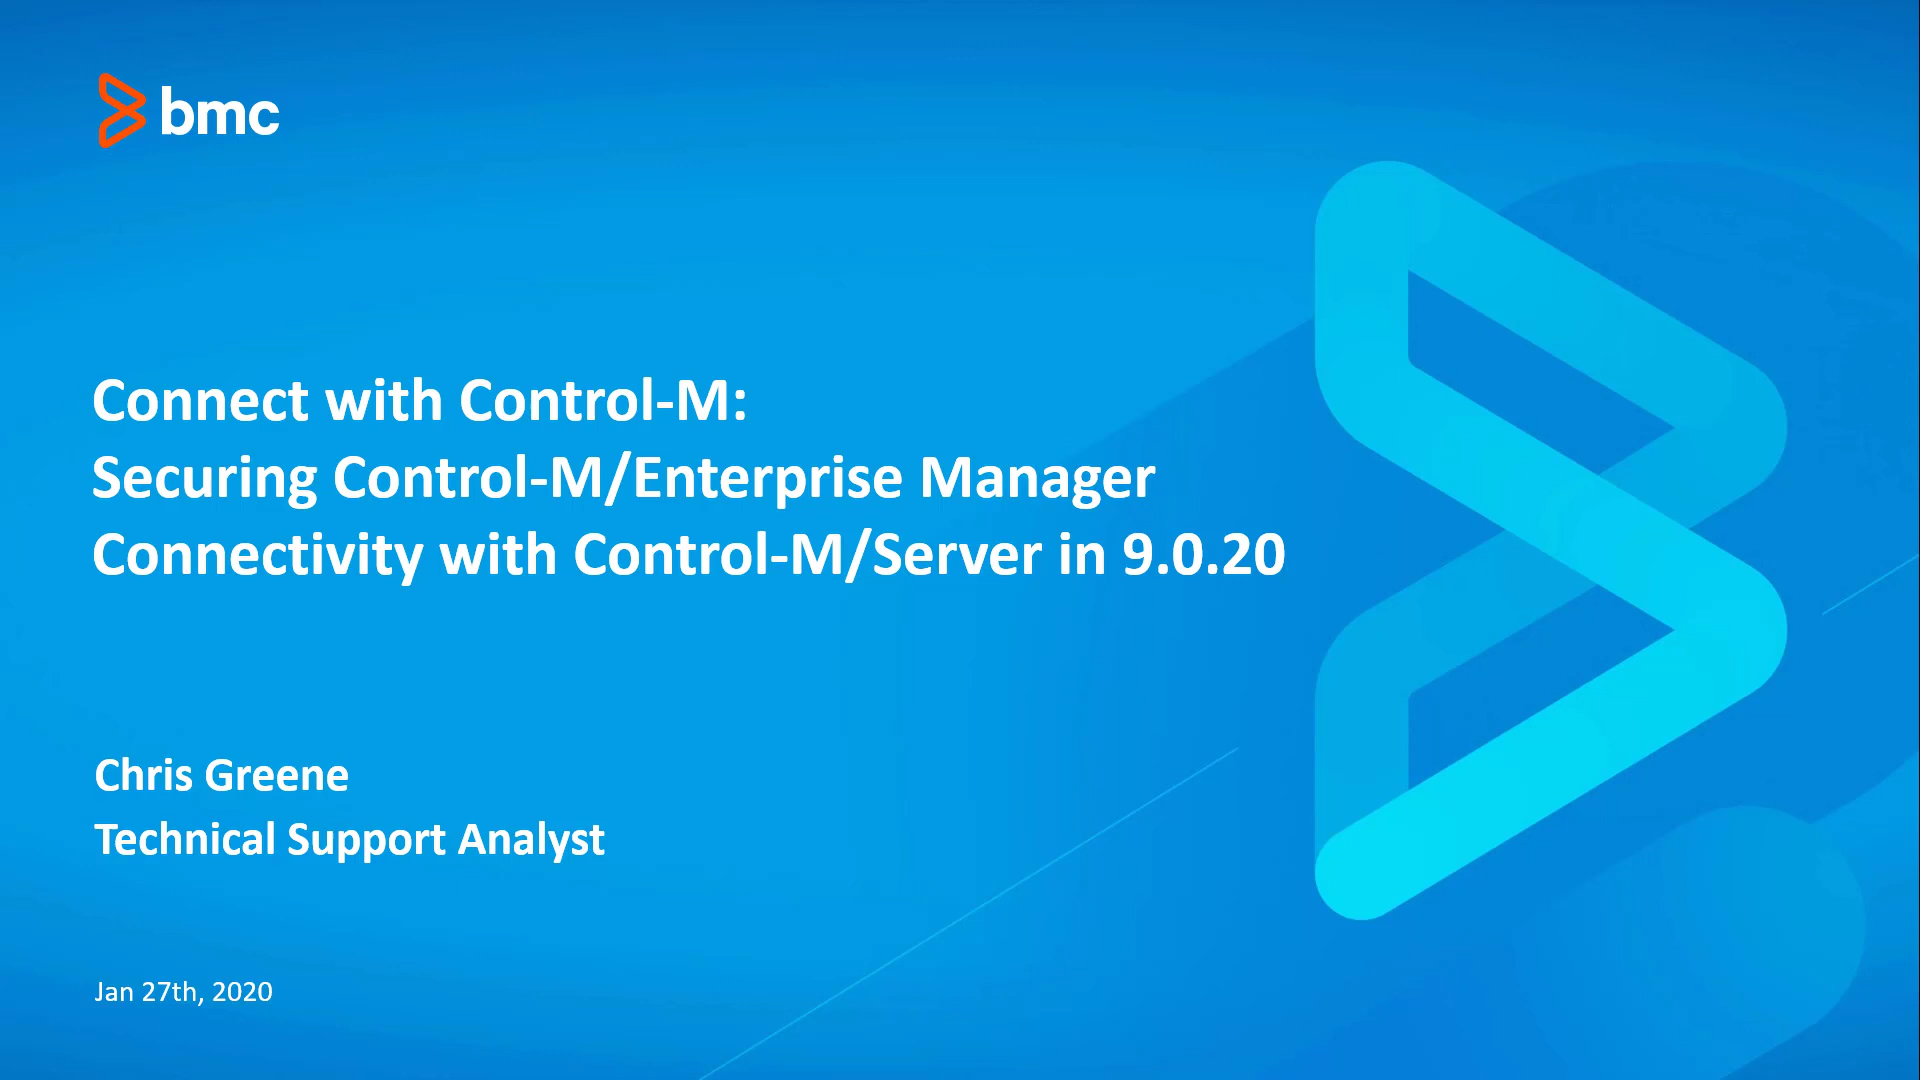 bmc
Connect with Control-M:
Securing Control-M/Enterprise Manager
Connectivity with Control-M/Server in 9.0.20
Chris Greene
Technical Support Analyst
Jan 27th, 2020